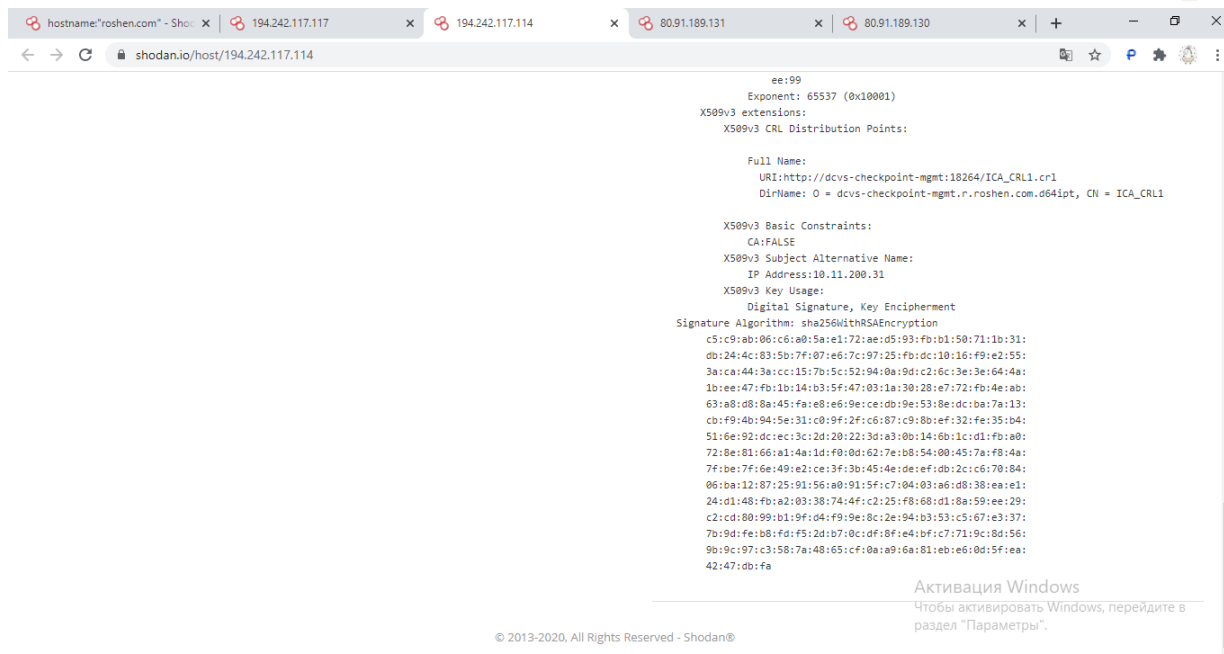 hostname:"roshen.com" - Shod
194.242.117.117
194.242.117.114
80.91.189.131
80.91.189.130
shodan.io/host/194.242.117.114
ee:99
Exponent: 65537 (0x10001)
X509v3 extensions:
X509v3 CRL Distribution Points:
Full Name:
URI:http://dcvs-checkpoint-mgmt:18264/ICA_CRL1.crl
DirName: O = dcvs-checkpoint-mgmt.r.roshen.com.d64ipt, CN = ICA_CRL1
X509v3 Basic Constraints:
CA:FALSE
X509v3 Subject Alternative Name:
IP Address:10.11.200.31
X509v3 Key Usage:
Digital Signature, Key Encipherment
Signature Algorithm: sha256WithRSAEncryption
c5:c9:ab:06:c6:a0:5a:e1:72:ae:d5:93:fb:b1:50:71:1b:31:
db:24:4c:83:5b:7f:07:e6:7c:97:25:fb:dc:10:16:f9:e2:55:
3a:ca:44:3a:cc:15:7b:5c:52:94:0a:9d:c2:6c:3e:3e:64:4a:
1b:ee:47:fb:1b:14:b3:5f:47:03:1a:30:28:e7:72:fb:4e:ab:
63:a8:d8:8a:45:fa:e8:e6:9e:ce:db:9e:53:8e:dc:ba:7a:13:
cb:f9:4b:94:5e:31:c0:9f:2f:c6:87:c9:8b:ef:32:fe:35:b4:
51:6e:92:dc:ec:3c:2d:20:22:3d:a3:0b:14:6b:1c:d1:fb:a0:
72:8e:81:66:a1:4a:1d:f0:0d:62:7e:b8:54:00:45:7a:f8:4a:
7f:be:7f:6e:49:e2:ce:3f:3b:45:4e:de:ef:db:2c:c6:70:84:
06:ba:12:87:25:91:56:a0:91:5f:c7:04:03:a6:d8:38:ea:e1:
24:d1:48:fb:a2:03:38:74:4f:c2:25:f8:68:d1:8a:59:ee:29:
c2:cd:80:99:b1:9f:d4:f9:9e:8c:2e:94:b3:53:c5:67:e3:37:
7b:9d:fe:b8:fd:f5:2d:b7:0c:df:8f:e4:bf:c7:71:9c:8d:56:
9b:9c:97:c3:58:7a:48:65:cf:0a:a9:6a:81:eb:e6:0d:5f:ea:
42:47:db:fa
Активация Windows
Чтобы активировать Windows, перейдите в
раздел "Параметры".
© 2013-2020, All Rights Reserved - Shodan®